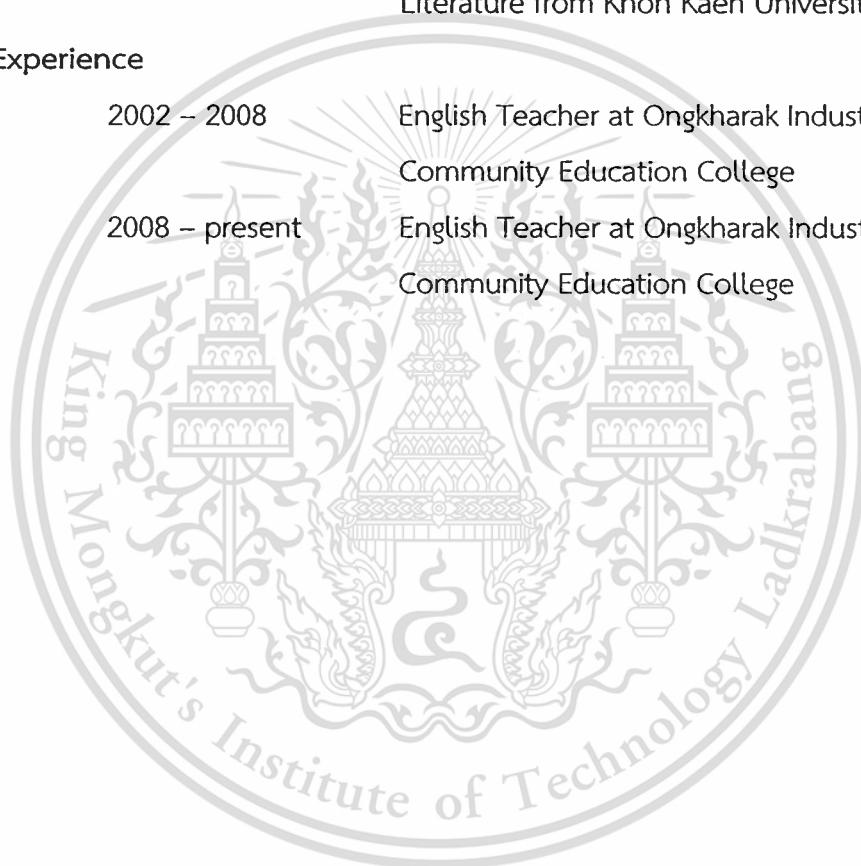 Literature from Khon Kaen
Experience
2002 – 2008 English Teacher at Ongkharak
Community Education College
2008 – present English Teacher at Ongkharak
Community Education College
King Mongkut's Institute of Technology Ladkrabang